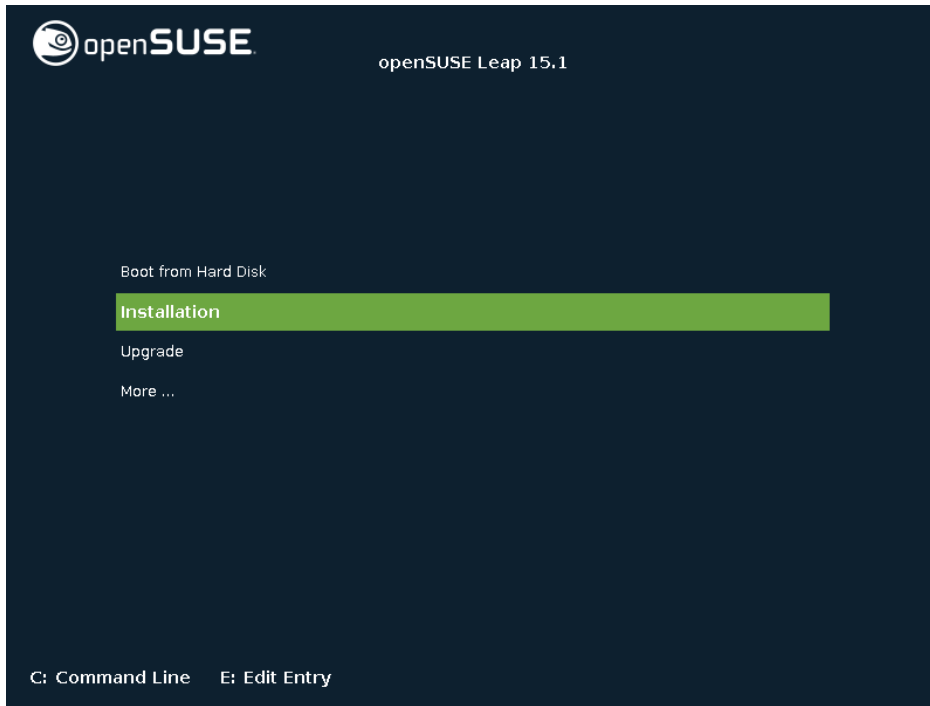 openSUSE.
openSUSE Leap 15.1
Boot from Hard Disk
Installation
Upgrade
More ...
C: Command Line E: Edit Entry